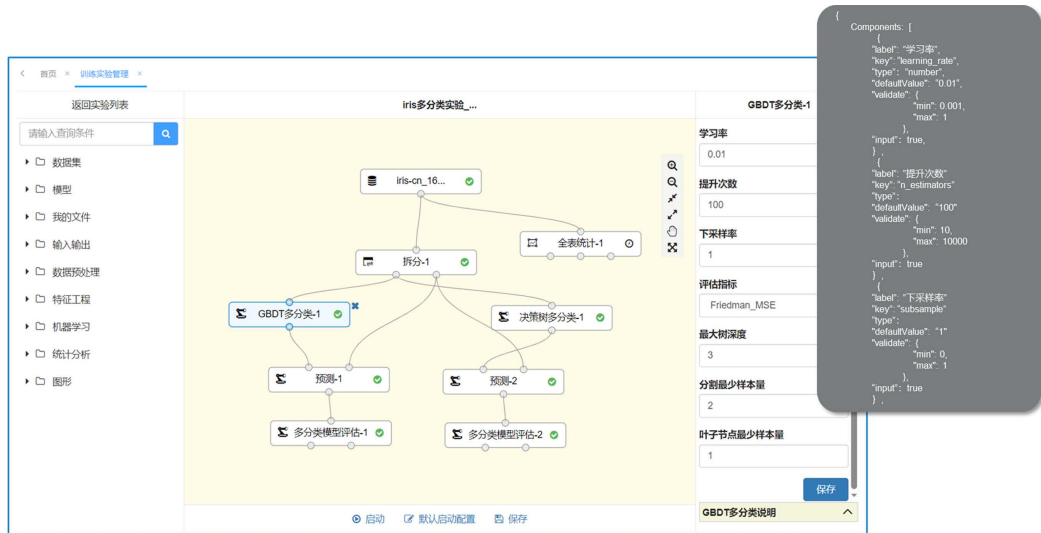 首页 × 训练实验管理 ×
返回实验列表
请输入查询条件
数据集
模型
我的文件
输入输出
数据预处理
特征工程
机器学习
统计分析
图形
iris多分类实验_...
iris-cn_16...
全表统计-1
拆分-1
GBDT多分类-1
决策树多分类-1
预测-1
预测-2
多分类模型评估-1
多分类模型评估-2
启动 默认启动配置 保存
GBDT多分类-1
学习率
0.01
提升次数
100
下采样率
1
评估指标
Friedman_MSE
最大树深度
3
分割最少样本量
2
叶子节点最少样本量
1
保存
GBDT多分类说明
{
Components: [
{
"label": "学习率",
"key": "learning_rate",
"type": "number",
"defaultValue": "0.01",
"validate": {
"min": 0.001,
"max": 1
},
"input": true,
} ,
{
"label": "提升次数"
"key": "n_estimators"
"type":
"defaultValue": "100"
"validate": {
"min": 10,
"max": 10000
},
"input": true
} ,
{
"label": "下采样率"
"key": "subsample"
"type":
"defaultValue": "1"
"validate": {
"min": 0,
"max": 1
},
"input": true
} ,